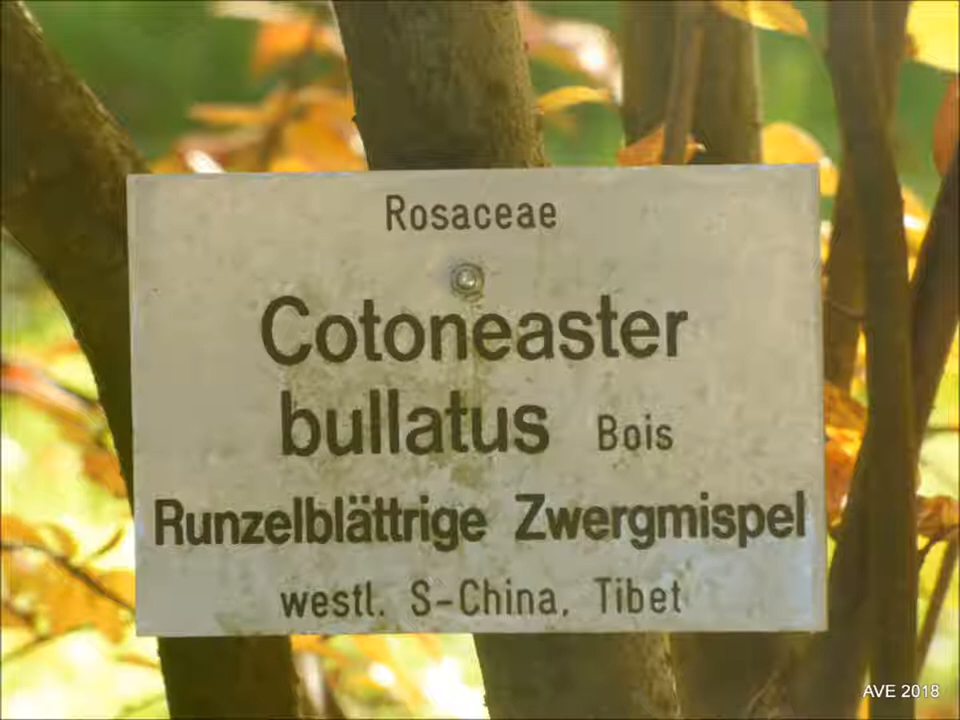 Rosaceae
Cotoneaster
bullatus Bois
Runzelblättrige Zwergmispel
westl. S-China, Tibet
AVE 2018